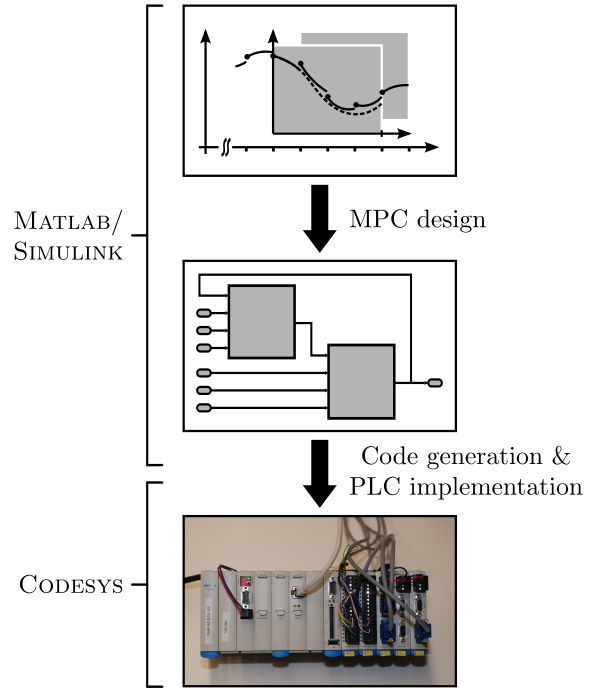 MATLAB/
SIMULINK
MPC design
Code generation &
PLC implementation
CODESYS